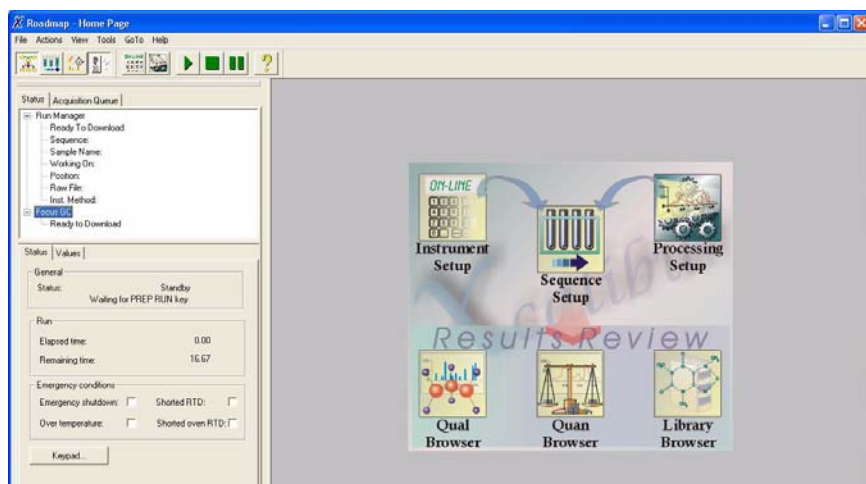 Roadmap - Home Page
File Actions View Tools GoTo Help
ON-LINE
Status Acquisition Queue
Run Manager
Ready To Download
Sequence:
Sample Name:
Working On:
Position:
Raw File:
Inst. Method:
Focus GC
Ready to Download
Status Values
General
Status: Standby
Waiting for PREP RUN key
Run
Elapsed time: 0.00
Remaining time: 16.67
Emergency conditions
Emergency shutdown: Shorted RTD:
Over temperature: Shorted oven RTD:
Keypad...
ON-LINE
Instrument
Setup
Sequence
Setup
Processing
Setup
Xcalibur
Results Review
Qual
Browser
Quan
Browser
Library
Browser